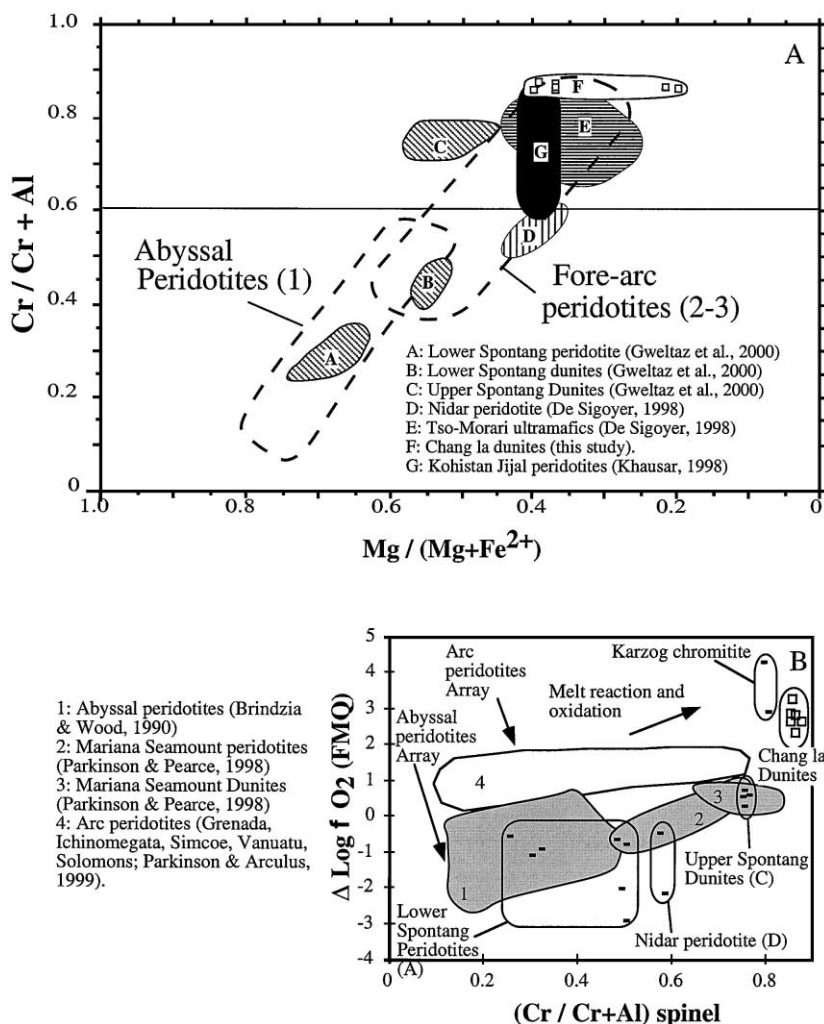 1.0
0.8
0.6
0.4
0.2
0
Cr / Cr + Al
A
F
E
C
G
D
B
A
Abyssal
Peridotites (1)
Fore-arc
peridotites (2-3)
A: Lower Spontang peridotite (Gweltaz et al., 2000)
B: Lower Spontang dunites (Gweltaz et al., 2000)
C: Upper Spontang Dunites (Gweltaz et al., 2000)
D: Nidar peridotite (De Sigoyer, 1998)
E: Tso-Morari ultramafics (De Sigoyer, 1998)
F: Chang la dunites (this study).
G: Kohistan Jijal peridotites (Khausar, 1998)
1.0 0.8 0.6 0.4 0.2 0
Mg / (Mg+Fe2+)
1: Abyssal peridotites (Brindzia
& Wood, 1990)
2: Mariana Seamount peridotites
(Parkinson & Pearce, 1998)
3: Mariana Seamount Dunites
(Parkinson & Pearce, 1998)
4: Arc peridotites (Grenada,
Ichinomegata, Simcoe, Vanuatu,
Solomons; Parkinson & Arculus,
1999).
5
4
3
2
1
0
-1
-2
-3
-4
Δ Log f O2 (FMQ)
B
Arc
peridotites
Array
Karzog chromitite
Melt reaction and
oxidation
Abyssal
peridotites
Array
Chang la
Dunites
4
3
2
1
Upper Spontang
Dunites (C)
Lower
Spontang
Peridotites
(A)
Nidar peridotite (D)
0 0.2 0.4 0.6 0.8
(Cr / Cr+Al) spinel